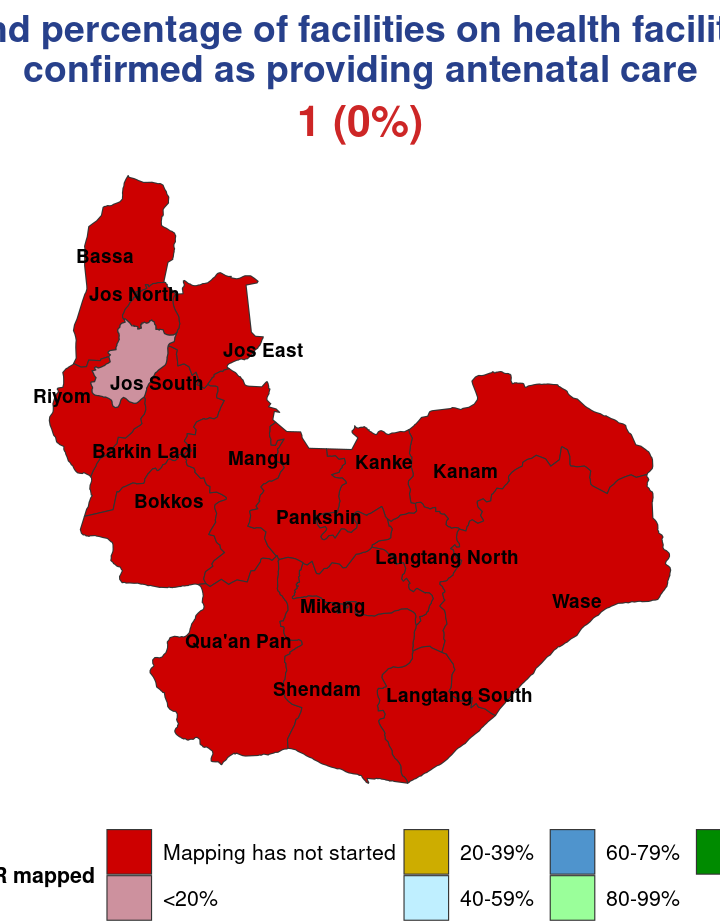 percentage of facilities on health
confirmed as providing antenatal care
1 (0%)
Bassa
Jos North
Jos East
Jos South
Riyom
Barkin Ladi
Mangu
Kanke
Kanam
Bokkos
Pankshin
Langtang North
Wase
Mikang
Qua'an Pan
Shendam
Langtang South
mapped
Mapping has not started
<20%
20-39%
40-59%
60-79%
80-99%